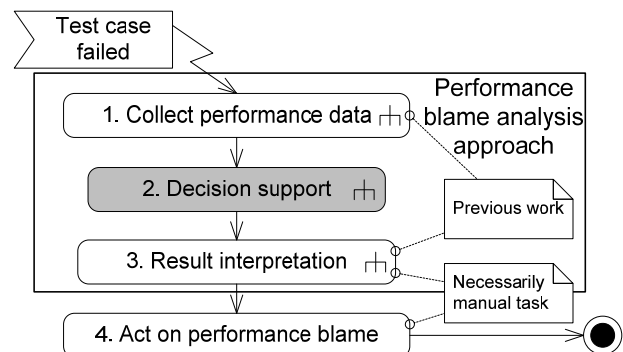 Test case
failed
Performance
blame analysis
approach
1. Collect performance data
2. Decision support
Previous work
3. Result interpretation
Necessarily
manual task
4. Act on performance blame